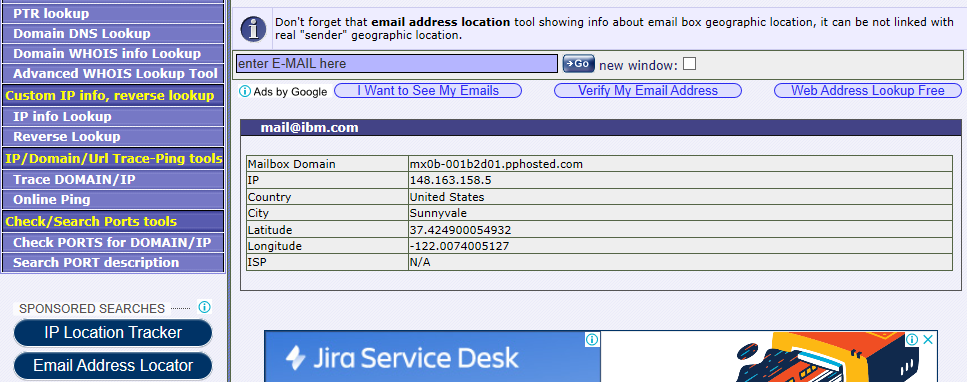 PTR lookup
Domain DNS Lookup
Domain WHOIS info Lookup
Advanced WHOIS Lookup Tool
Custom IP info, reverse lookup
IP info Lookup
Reverse Lookup
IP/Domain/Url Trace-Ping tools
Trace DOMAIN/IP
Online Ping
Check/Search Ports tools
Check PORTS for DOMAIN/IP
Search PORT description
SPONSORED SEARCHES
IP Location Tracker
Email Address Locator
Don't forget that email address location tool showing info about email box geographic location, it can be not linked with
real "sender" geographic location.
enter E-MAIL here Go new window:
Ads by Google I Want to See My Emails Verify My Email Address Web Address Lookup Free
mail@ibm.com
Mailbox Domain mx0b-001b2d01.pphosted.com
IP 148.163.158.5
Country United States
City Sunnyvale
Latitude 37.424900054932
Longitude -122.0074005127
ISP N/A
Jira Service Desk